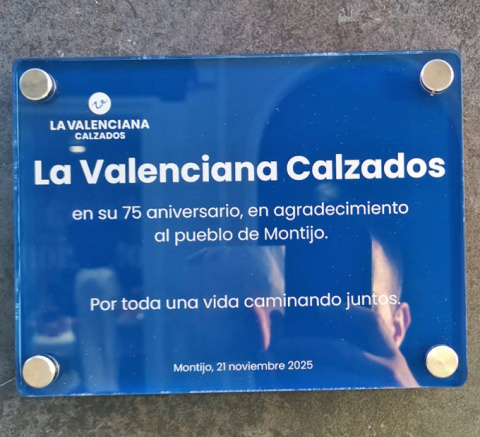 LA VALENCIANA
CALZADOS
La Valenciana Calzados
en su 75 aniversario, en agradecimiento
al pueblo de Montijo.
Por toda una vida caminando juntos.
Montijo, 21 noviembre 2025